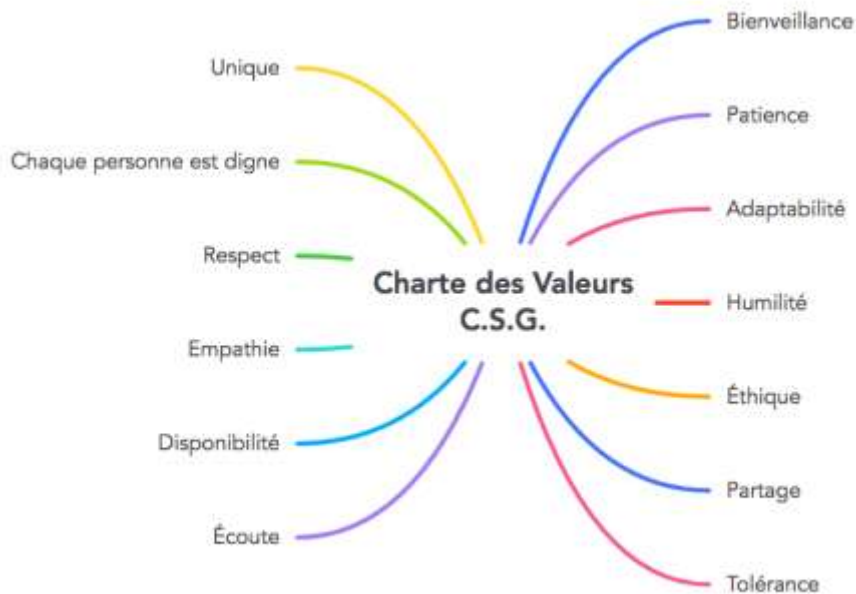 Unique
Chaque personne est digne
Respect
Empathie
Disponibilité
Écoute
Charte des Valeurs
C.S.G.
Bienveillance
Patience
Adaptabilité
Humilité
Éthique
Partage
Tolérance